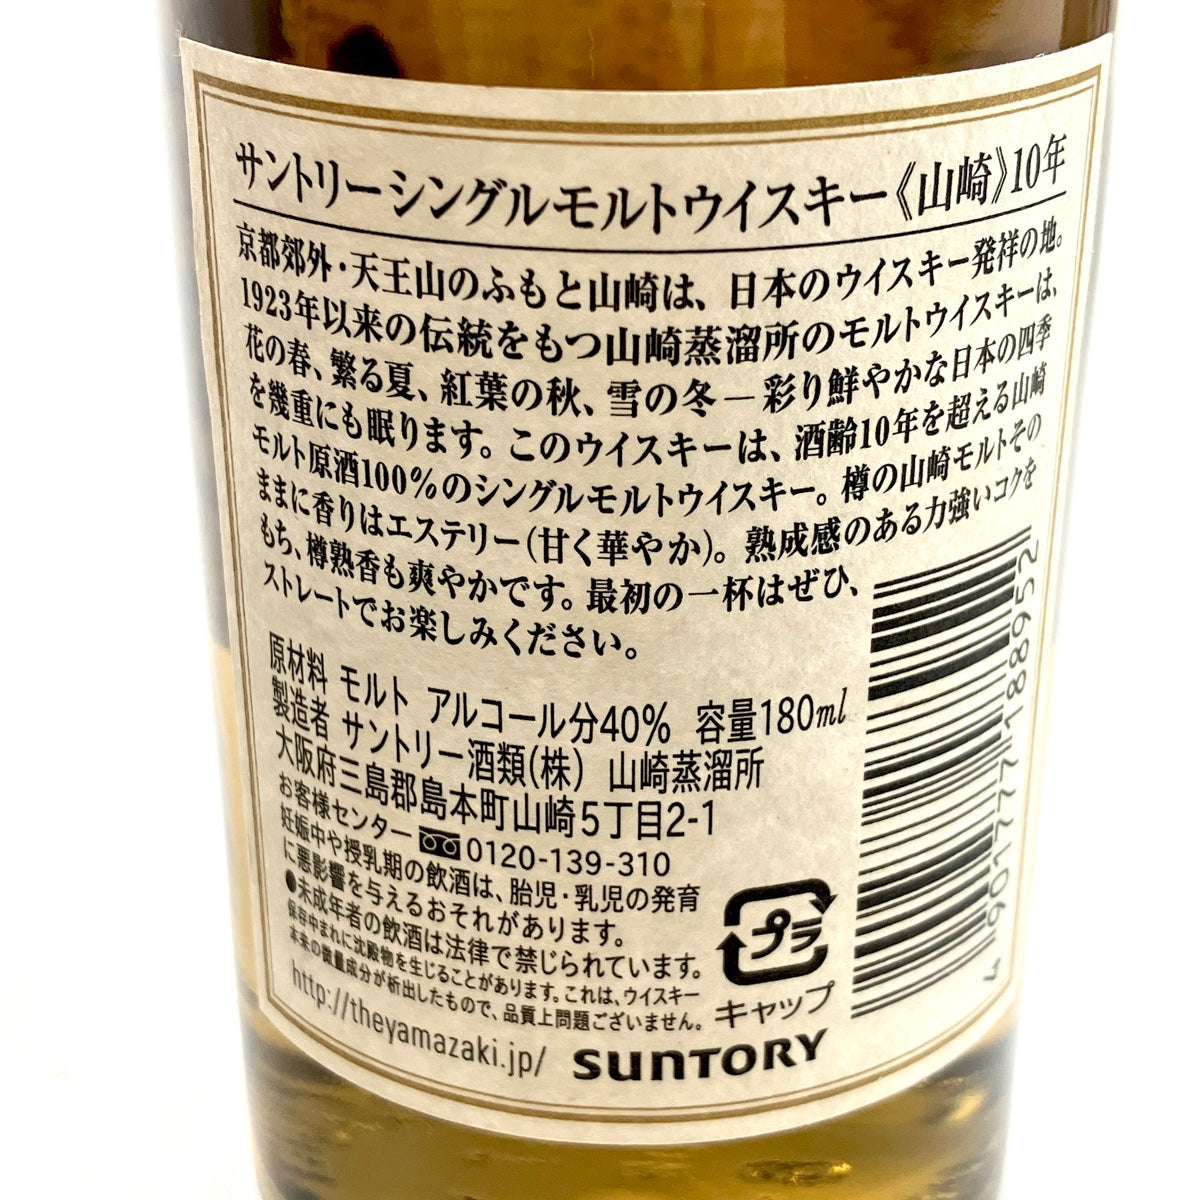 サントリーシングルモルトウイスキー《山崎》10年
京都郊外・天王山のふもと山崎は、日本のウイスキー発祥の地。
1923年以来の伝統をもつ山崎蒸溜所のモルトウイスキーは、
花の春、繁る夏、紅葉の秋、雪の冬－彩り鮮やかな日本の四季
を幾重にも眠ります。このウイスキーは、酒齢10年を超える山崎
モルト原酒100%のシングルモルトウイスキー。樽の山崎モルトその
ままに香りはエステリー(甘く華やか)。熟成感のある力強いコクを
もち、樽熟香も爽やかです。最初の一杯はぜひ、
ストレートでお楽しみください。
原材料 モルト アルコール分40% 容量180ml
製造者 サントリー酒類(株) 山崎蒸溜所
大阪府三島郡島本町山崎5丁目2-1
お客様センター 0120-139-310
妊娠中や授乳期の飲酒は、胎児・乳児の発育
に悪影響を与えるおそれがあります。
●未成年者の飲酒は法律で禁じられています。
保存中まれに沈殿物を生じることがあります。これは、ウイスキー
本来の微量成分が析出したもので、品質上問題ございません。
http://theyamazaki.jp/
プラ
キャップ
SUNTORY
4 901777 188952